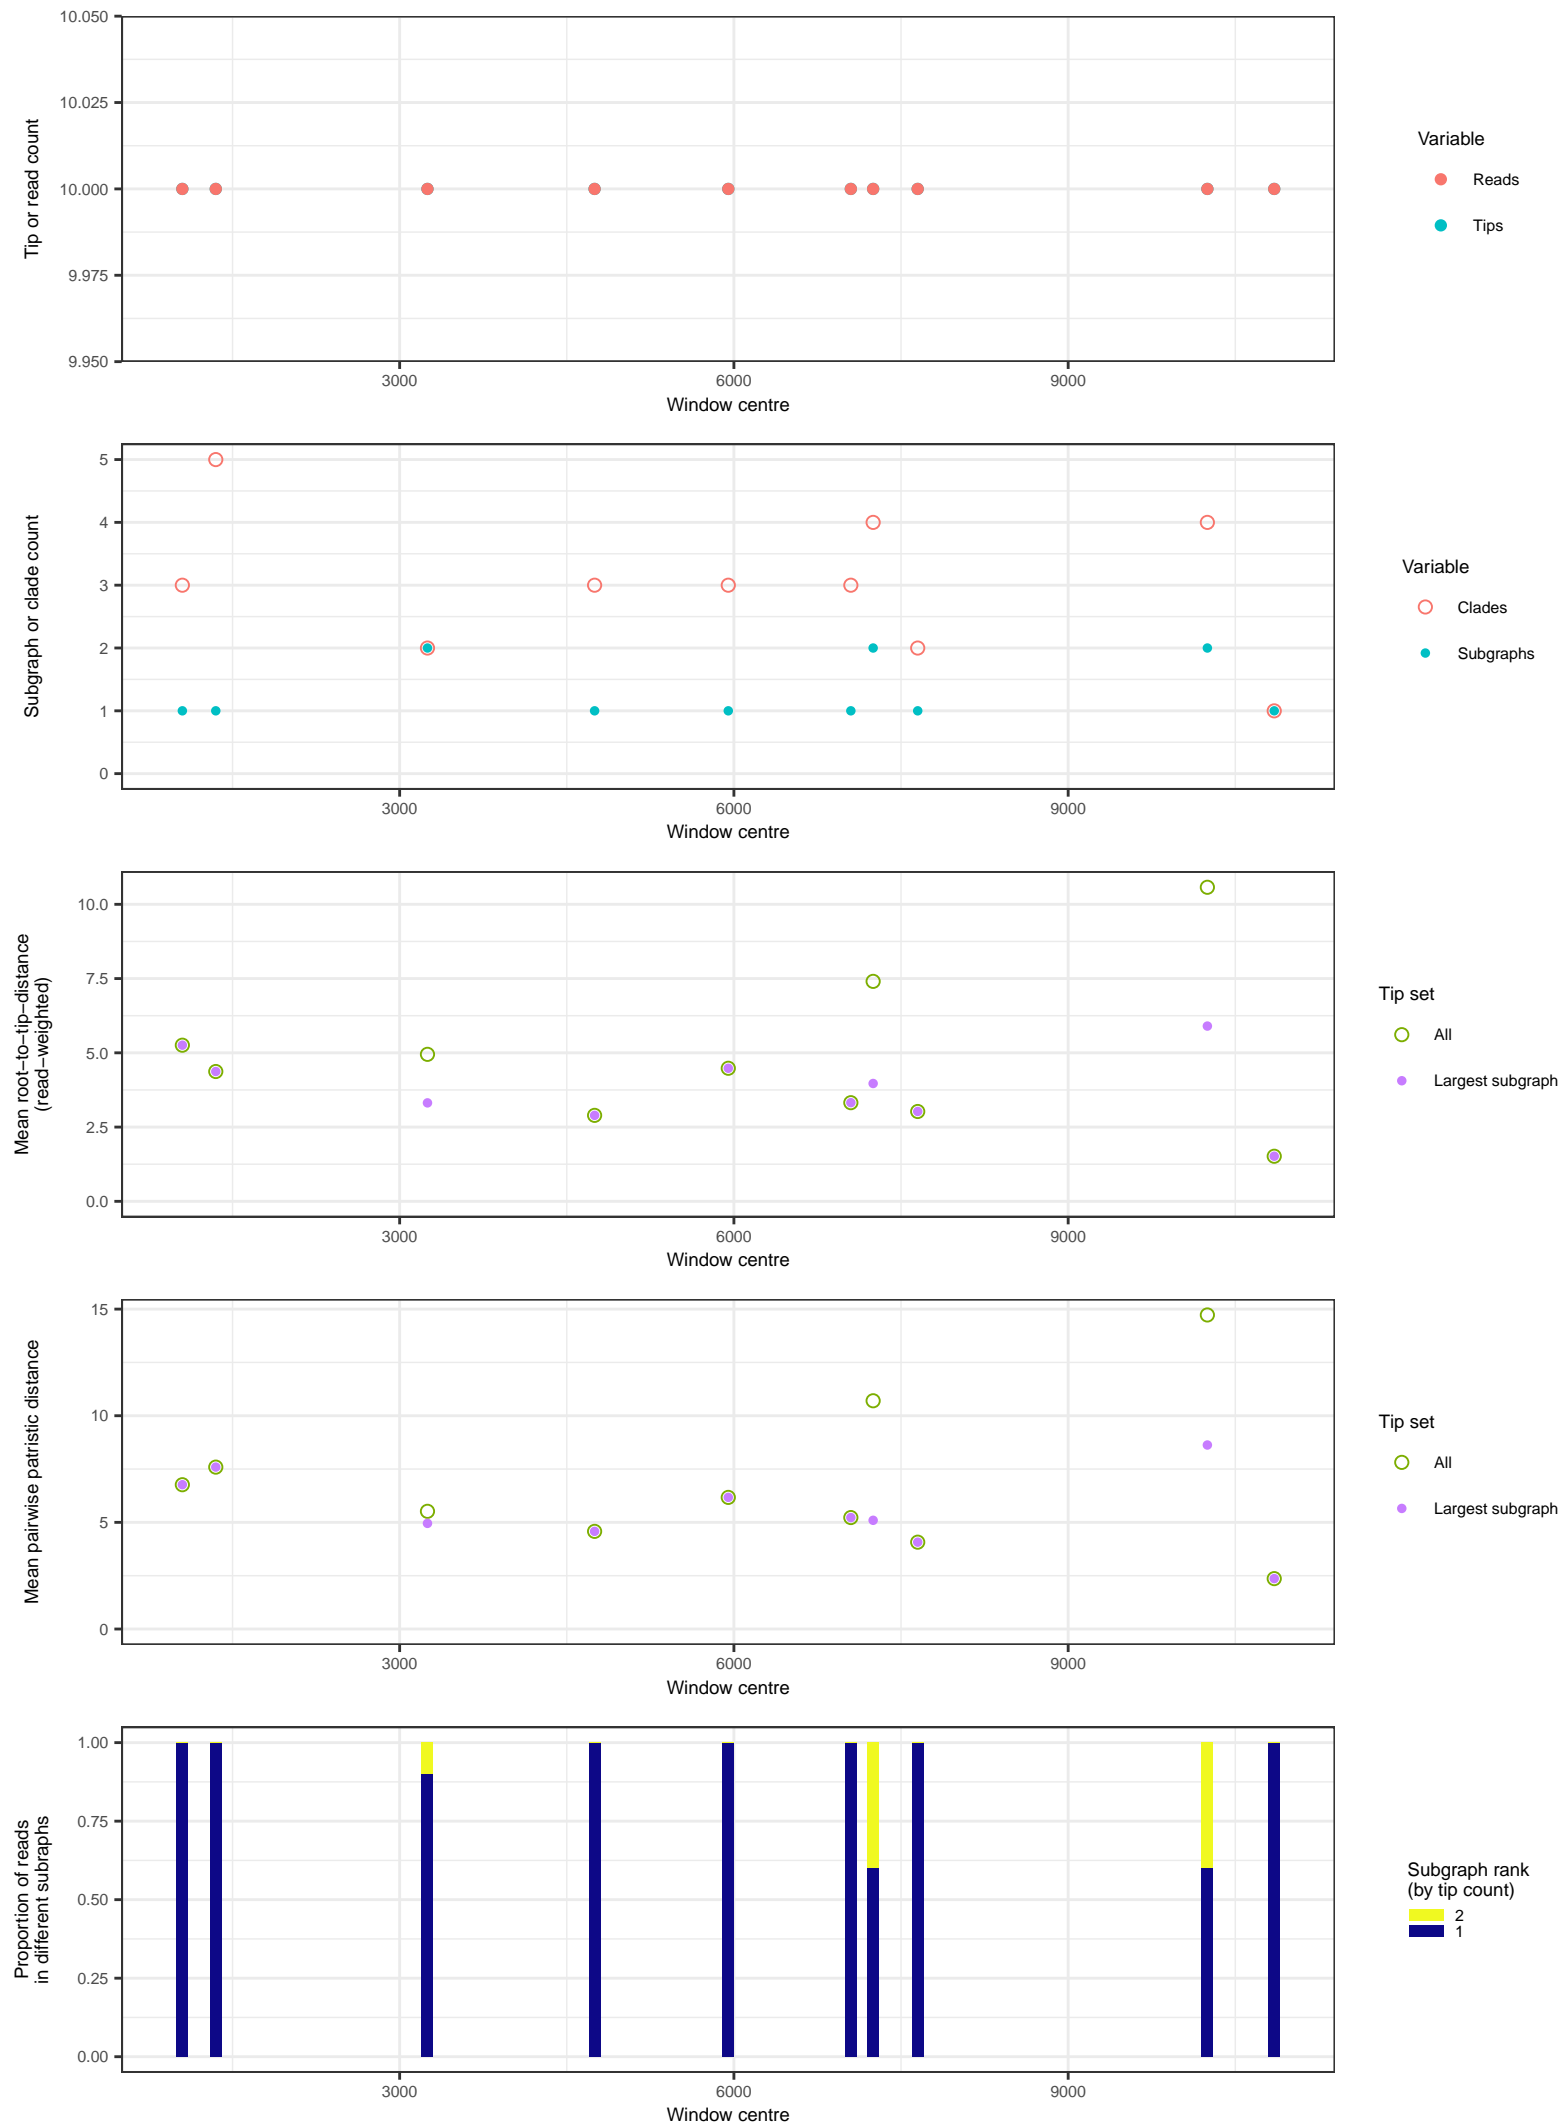 10.050
10.025
10.000
9.975
9.950
Tip or read count
3000
6000
9000
Window centre
Variable
Reads
Tips
5
4
3
2
1
0
Subgraph or clade count
3000
6000
9000
Window centre
Variable
Clades
Subgraphs
10.0
7.5
5.0
2.5
0.0
Mean root−to−tip−distance
(read−weighted)
3000
6000
9000
Window centre
Tip set
All
Largest subgraph
15
10
5
0
Mean pairwise patristic distance
3000
6000
9000
Window centre
Tip set
All
Largest subgraph
1.00
0.75
0.50
0.25
0.00
Proportion of reads
in different subraphs
3000
6000
9000
Window centre
Subgraph rank
(by tip count)
2
1